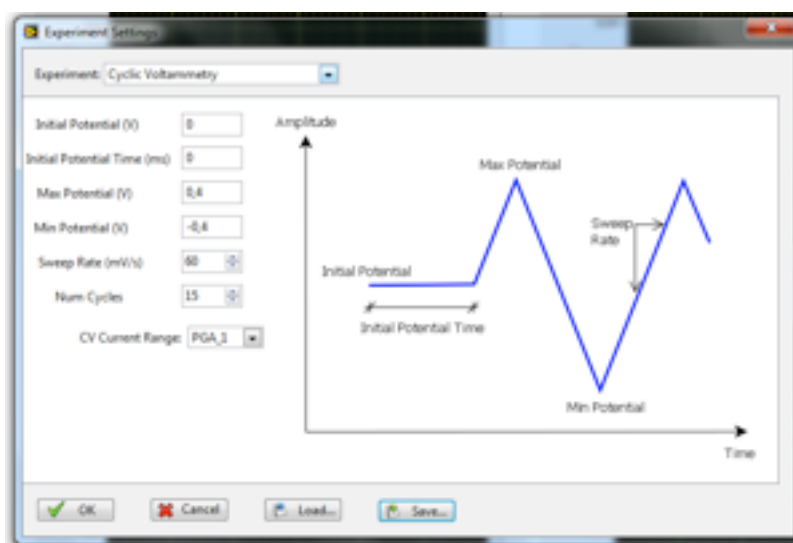 Experiment Settings
Experiment: Cyclic Voltammetry
Initial Potential (V) 0
Initial Potential Time (ms) 0
Max Potential (V) 0,4
Min Potential (V) -0,4
Sweep Rate (mV/s) 60
Num Cycles 15
CV Current Range: PGA_1
Amplitude
Max Potential
Sweep
Rate
Initial Potential
Initial Potential Time
Min Potential
Time
OK Cancel Load... Save...